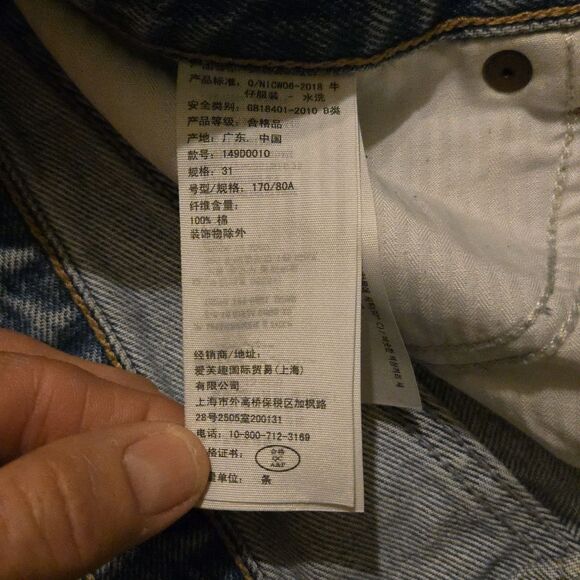 产品标准: Q/NICW06-2018 牛
仔服装 - 水洗
安全类别: GB18401-2010 B类
产品等级: 合格品
产地: 广东. 中国
款号: 149D0010
规格: 31
号型/规格: 170/80A
纤维含量:
100% 棉
装饰物除外
经销商/地址:
爱芙趣国际贸易(上海)
有限公司
上海市外高桥保税区加枫路
28号2505室200131
电话: 10-800-712-3169
格证书:
合格
QC
A&F
量单位: 条